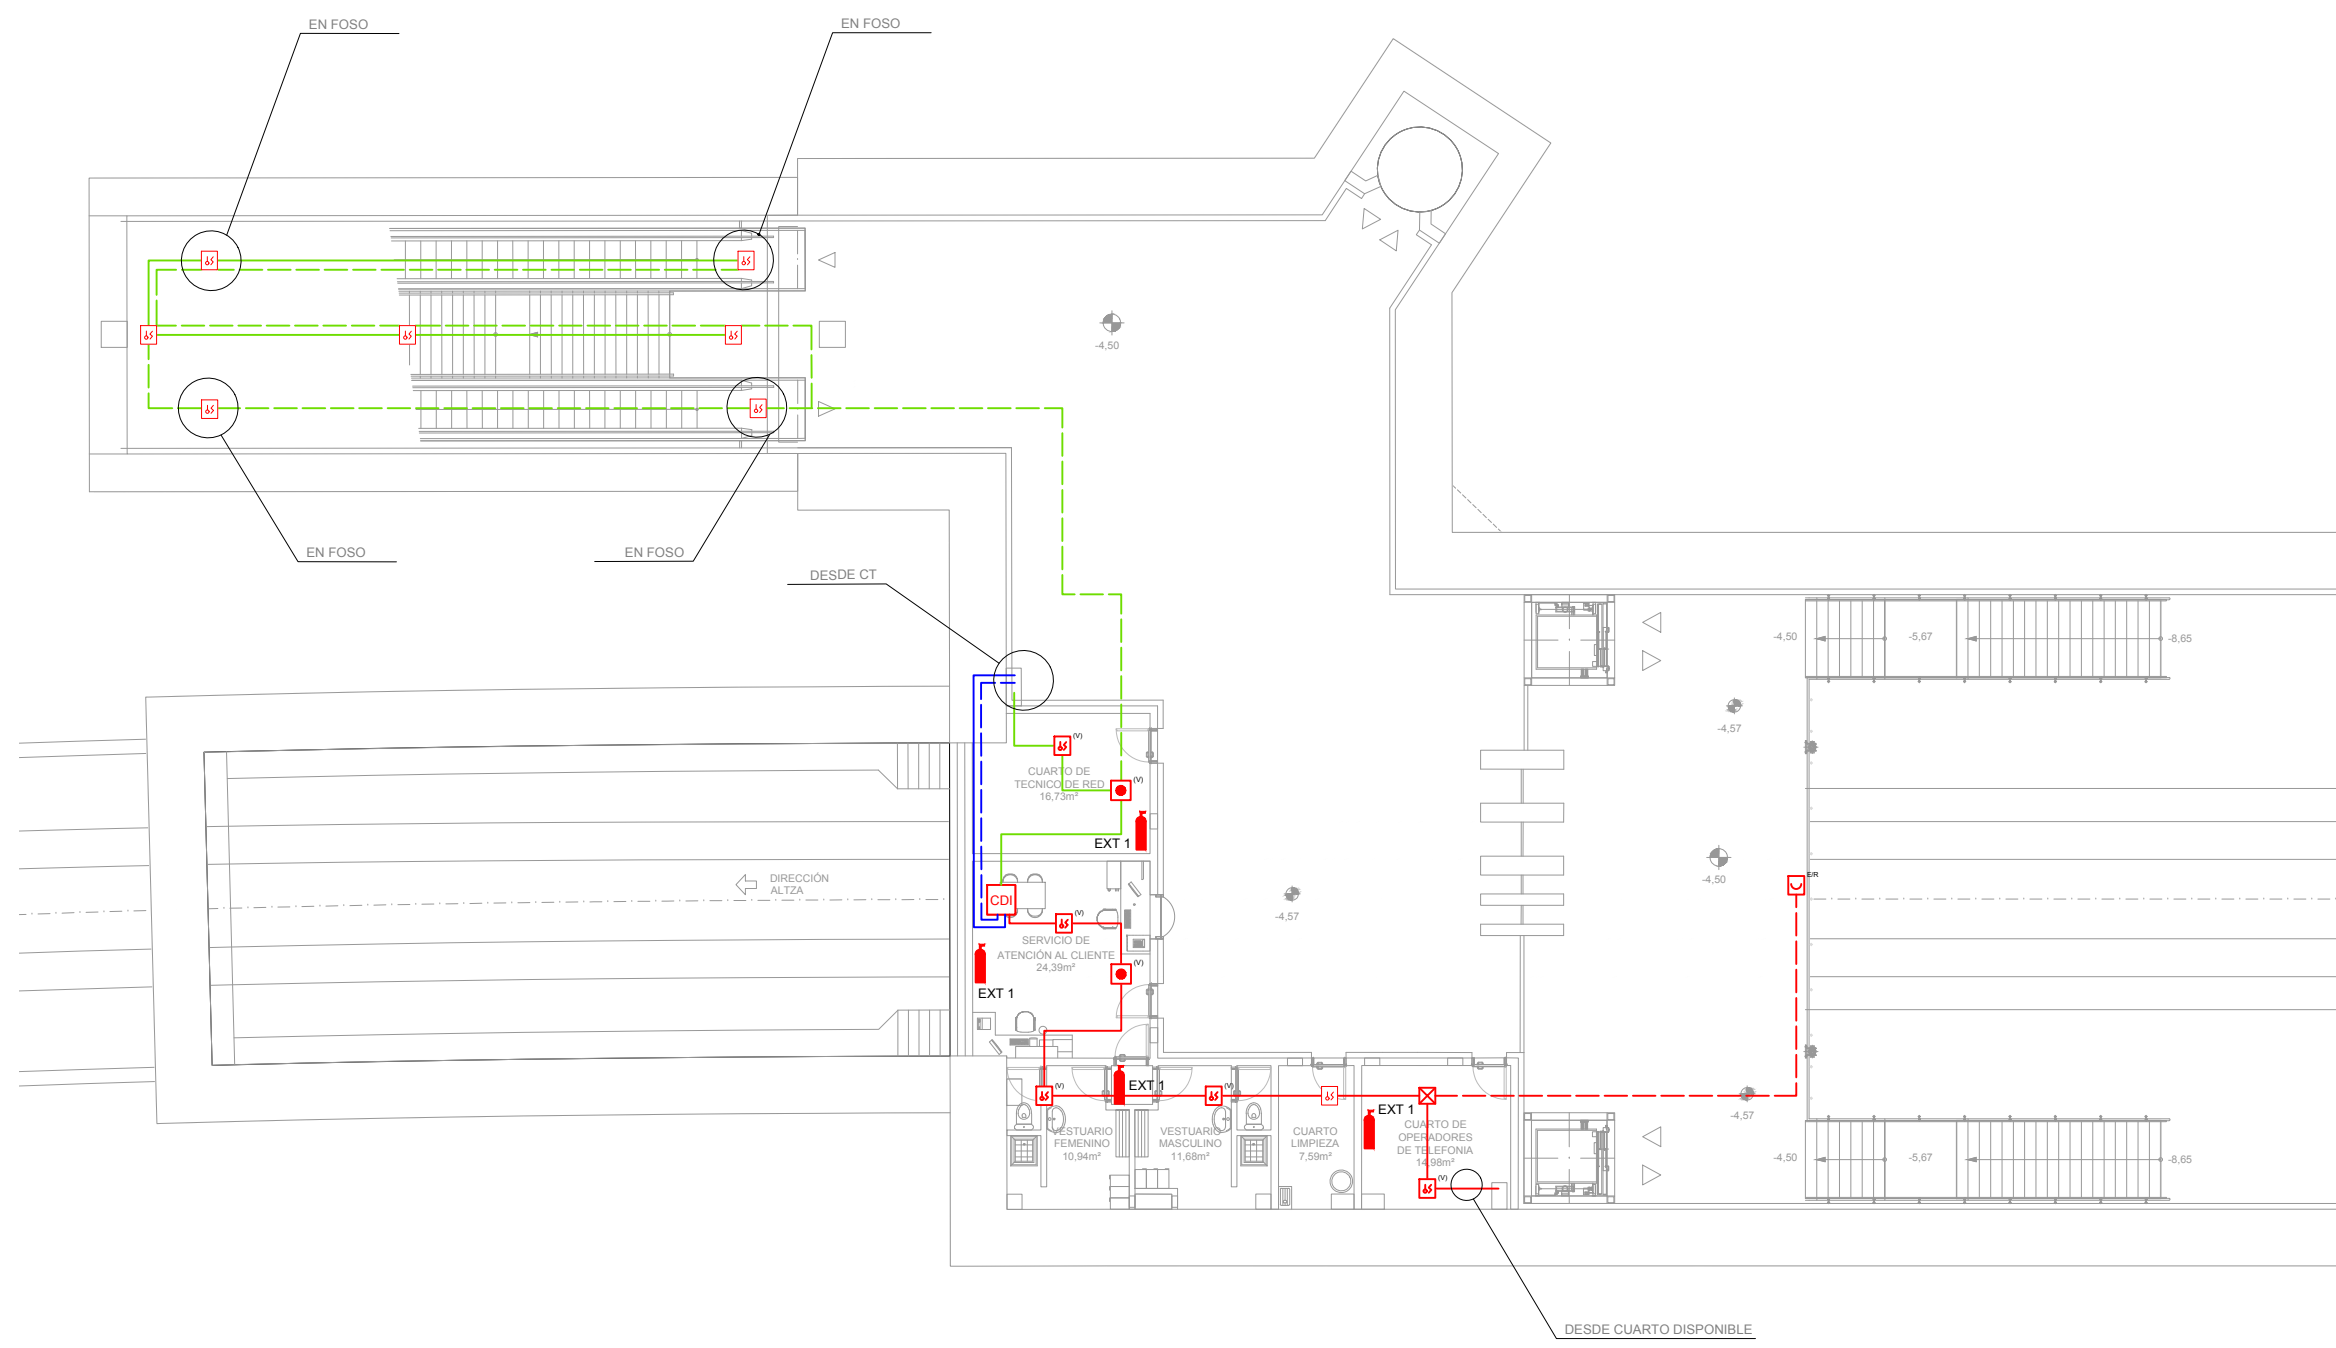 EN FOSO
EN FOSO
-4,50
EN FOSO
EN FOSO
DESDE CT
-4,50
-5,67
-8,65
-4,57
(V)
CUARTO DE
TECNICO DE RED
16,73m²
(V)
EXT 1
DIRECCIÓN
ALTZA
-4,50
E/R
CDI
(V)
-4,57
SERVICIO DE
ATENCIÓN AL CLIENTE
24,39m²
(V)
EXT 1
(V)
EXT 1
(V)
EXT 1
-4,57
VESTUARIO
FEMENINO
10,94m²
VESTUARIO
MASCULINO
11,68m²
CUARTO
LIMPIEZA
7,59m²
CUARTO DE
OPERADORES
DE TELEFONIA
14,98m²
(V)
-4,50
-5,67
-8,65
DESDE CUARTO DISPONIBLE